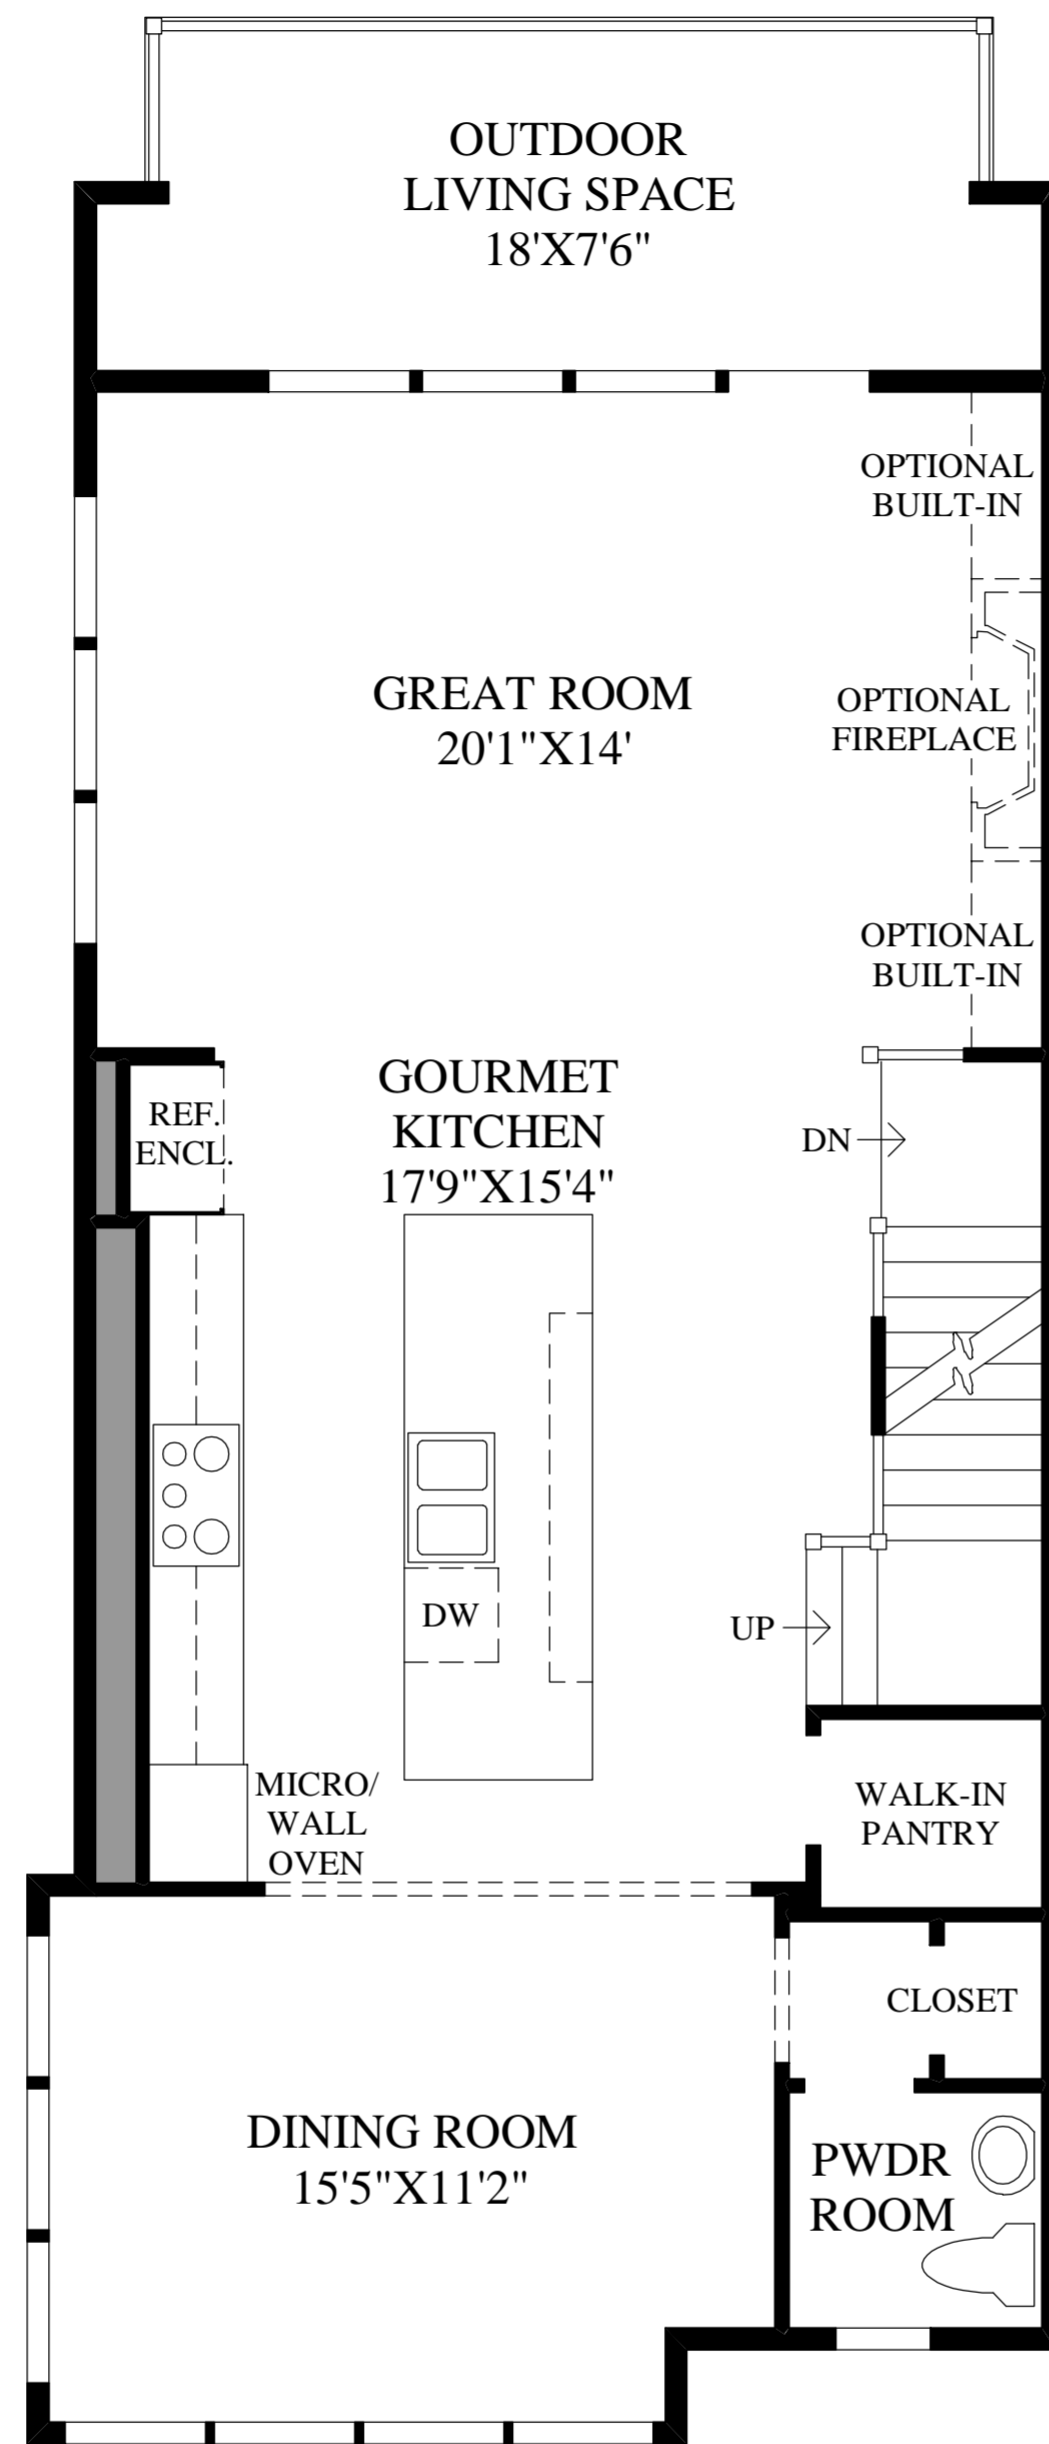 OUTDOOR
LIVING SPACE
18'X7'6"
OPTIONAL
BUILT-IN
GREAT ROOM
20'1"X14'
OPTIONAL
FIREPLACE
OPTIONAL
BUILT-IN
GOURMET
KITCHEN
17'9"X15'4"
REF.
ENCL.
DN
DW
UP
MICRO/
WALL
OVEN
WALK-IN
PANTRY
CLOSET
DINING ROOM
15'5"X11'2"
PWDR
ROOM